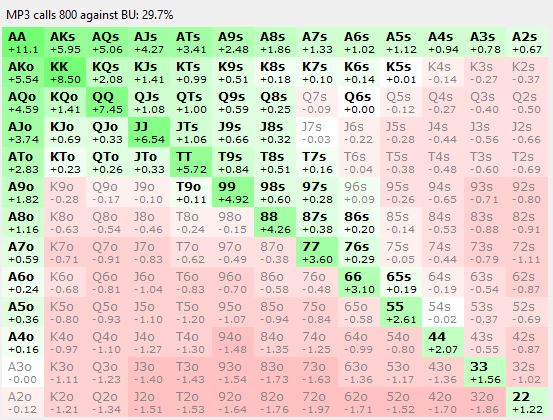 MP3 calls 800 against BU: 29.7%
AA AKs AQs AJs ATs A9s A8s A7s A6s A5s A4s A3s A2s
+11.1 +5.95 +5.06 +4.27 +3.41 +2.48 +1.86 +1.33 +1.02 +1.12 +0.94 +0.78 +0.67
AKo KK KQs KJs KTs K9s K8s K7s K6s K5s K4s K3s K2s
+5.54 +8.50 +2.08 +1.41 +0.99 +0.51 +0.18 +0.10 +0.14 +0.01 -0.14 -0.27 -0.37
AQo KQo QQ QJs QTs Q9s Q8s Q7s Q6s Q5s Q4s Q3s Q2s
+4.59 +1.41 +7.45 +1.08 +1.00 +0.59 +0.25 -0.09 +0.00 -0.12 -0.27 -0.40 -0.50
AJo KJo QJo JJ JTs J9s J8s J7s J6s J5s J4s J3s J2s
+3.74 +0.69 +0.33 +6.54 +1.06 +0.66 +0.32 -0.03 -0.22 -0.28 -0.44 -0.56 -0.66
ATo KTo QTo JTo TT T9s T8s T7s T6s T5s T4s T3s T2s
+2.83 +0.23 +0.26 +0.33 +5.72 +0.84 +0.51 +0.16 -0.04 -0.38 -0.48 -0.60 -0.69
A9o K9o Q9o J9o T9o 99 98s 97s 96s 95s 94s 93s 92s
+1.82 -0.28 -0.17 -0.10 +0.11 +4.92 +0.60 +0.28 +0.09 -0.26 -0.65 -0.71 -0.80
A8o K8o Q8o J8o T8o 98o 88 87s 86s 85s 84s 83s 82s
+1.16 -0.63 -0.54 -0.46 -0.24 -0.15 +4.26 +0.38 +0.20 -0.14 -0.53 -0.88 -0.91
A7o K7o Q7o J7o T7o 97o 87o 77 76s 75s 74s 73s 72s
+0.59 -0.71 -0.91 -0.83 -0.62 -0.49 -0.38 +3.60 +0.29 -0.05 -0.44 -0.79 -1.11
A6o K6o Q6o J6o T6o 96o 86o 76o 66 65s 64s 63s 62s
+0.24 -0.68 -0.81 -1.04 -0.83 -0.70 -0.58 -0.48 +3.10 +0.19 -0.19 -0.54 -0.87
A5o K5o Q5o J5o T5o 95o 85o 75o 65o 55 54s 53s 52s
+0.36 -0.80 -0.93 -1.10 -1.20 -1.07 -0.94 -0.84 -0.58 +2.61 -0.02 -0.37 -0.69
A4o K4o Q4o J4o T4o 94o 84o 74o 64o 54o 44 43s 42s
+0.16 -0.97 -1.10 -1.27 -1.30 -1.48 -1.35 -1.25 -0.99 -0.80 +2.07 -0.55 -0.87
A3o K3o Q3o J3o T3o 93o 83o 73o 63o 53o 43o 33 32s
-0.00 -1.11 -1.23 -1.40 -1.43 -1.54 -1.73 -1.63 -1.36 -1.17 -1.36 +1.56 -1.02
A2o K2o Q2o J2o T2o 92o 82o 72o 62o 52o 42o 32o 22
-0.12 -1.21 -1.34 -1.51 -1.53 -1.64 -1.76 -1.97 -1.71 -1.52 -1.70 -1.86 +1.22